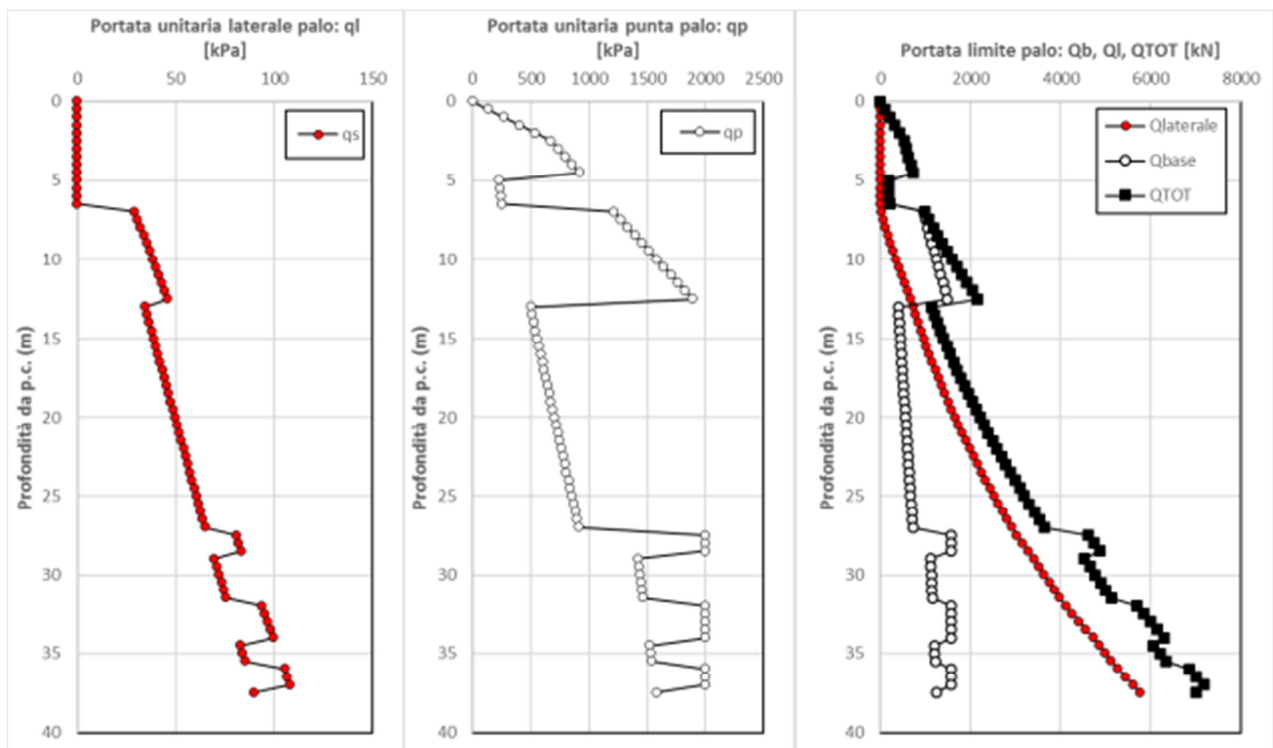 Portata unitaria laterale palo: ql
[kPa]
0 50 100 150
0
5
10
15
20
25
30
35
40
Profondità da p.c. (m)
qs
Portata unitaria punta palo: qp
[kPa]
0 500 1000 1500 2000 2500
0
5
10
15
20
25
30
35
40
Profondità da p.c. (m)
qp
Portata limite palo: Qb, Ql, QTOT [kN]
0 2000 4000 6000 8000
0
5
10
15
20
25
30
35
40
Profondità da p.c. (m)
Qlaterale
Qbase
QTOT